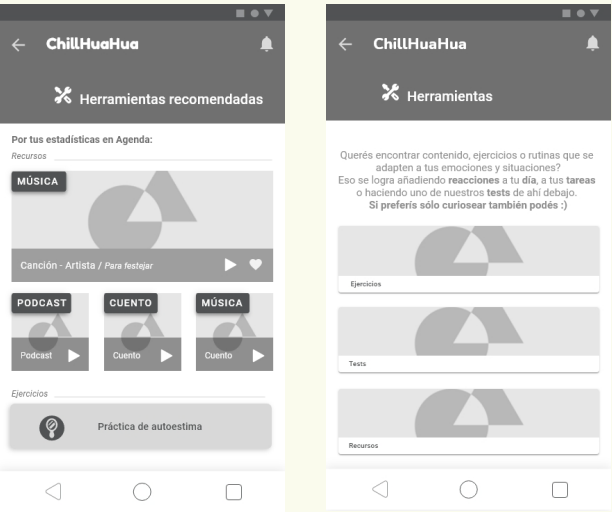 ChillHuaHua
Herramientas recomendadas
Por tus estadísticas en Agenda:
Recursos
MÚSICA
Canción - Artista / Para festejar
PODCAST
CUENTO
MÚSICA
Podcast
Cuento
Cuento
Ejercicios
Práctica de autoestima
ChillHuaHua
Herramientas
Querés encontrar contenido, ejercicios o rutinas que se
adapten a tus emociones y situaciones?
Eso se logra añadiendo reacciones a tu día, a tus tareas
o haciendo uno de nuestros tests de ahí debajo.
Si preferís sólo curiosear también podés :)
Ejercicios
Tests
Recursos